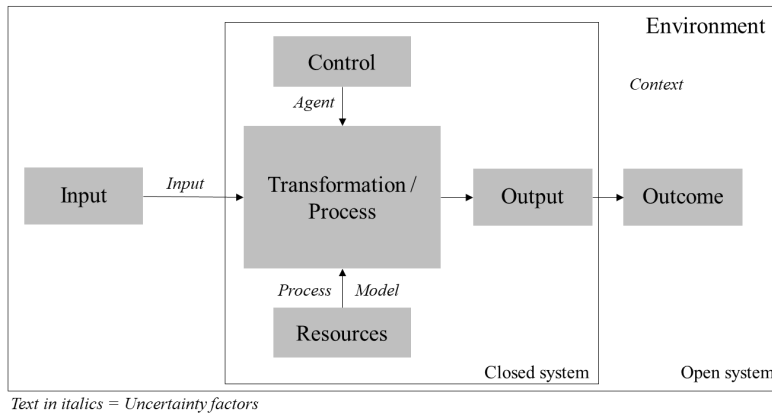 Environment
Control
Context
Agent
Input
Input
Transformation /
Process
Output
Outcome
Process Model
Resources
Closed system
Open system
Text in italics = Uncertainty factors